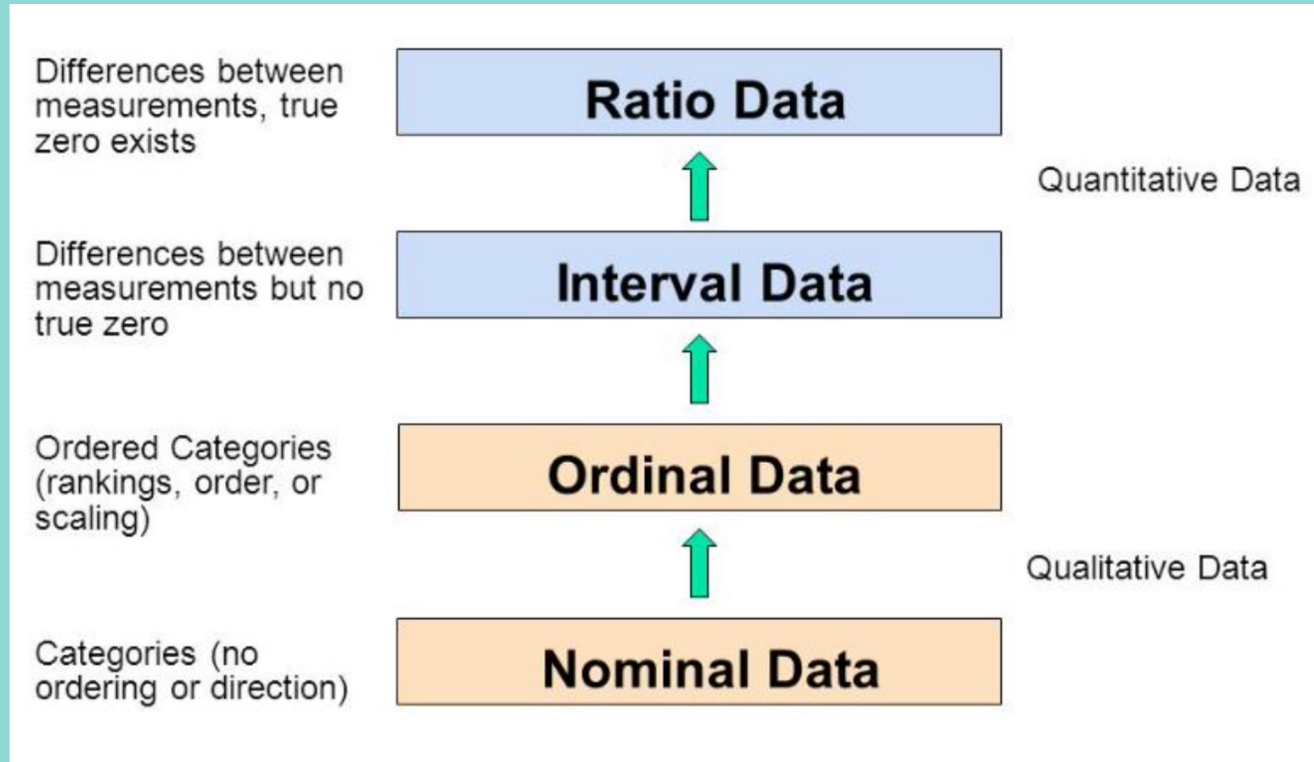 Differences between
measurements, true
zero exists
Ratio Data
Quantitative Data
Differences between
measurements but no
true zero
Interval Data
Ordered Categories
(rankings, order, or
scaling)
Ordinal Data
Qualitative Data
Categories (no
ordering or direction)
Nominal Data